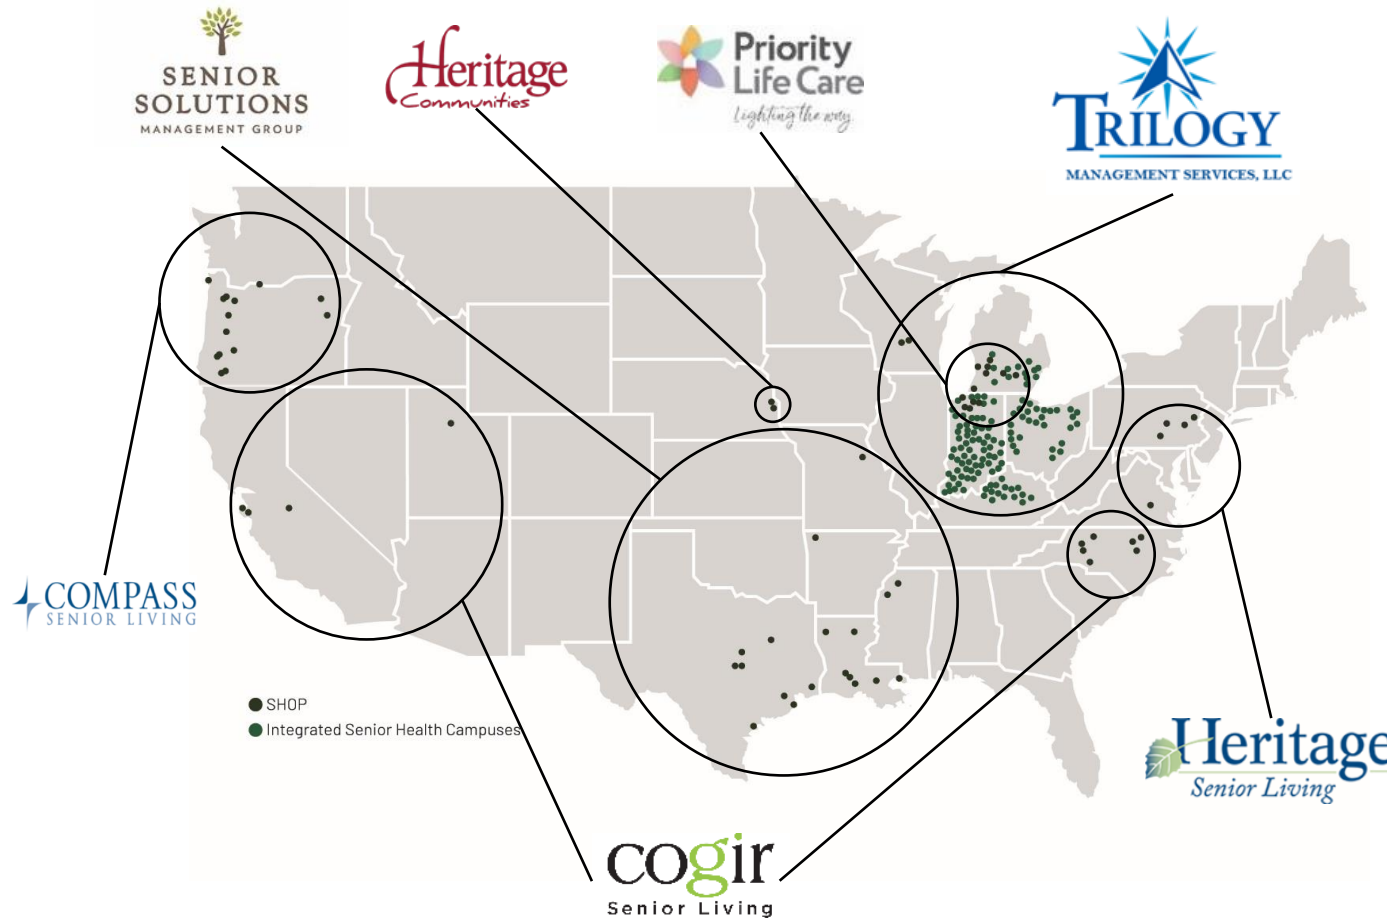 SENIOR
SOLUTIONS
MANAGEMENT GROUP
Heritage
Communities
Priority
Life Care
Lighting the way
TRILOGY
MANAGEMENT SERVICES, LLC
COMPASS
SENIOR LIVING
SHOP
Integrated Senior Health Campuses
Heritage
Senior Living
cogir
Senior Living